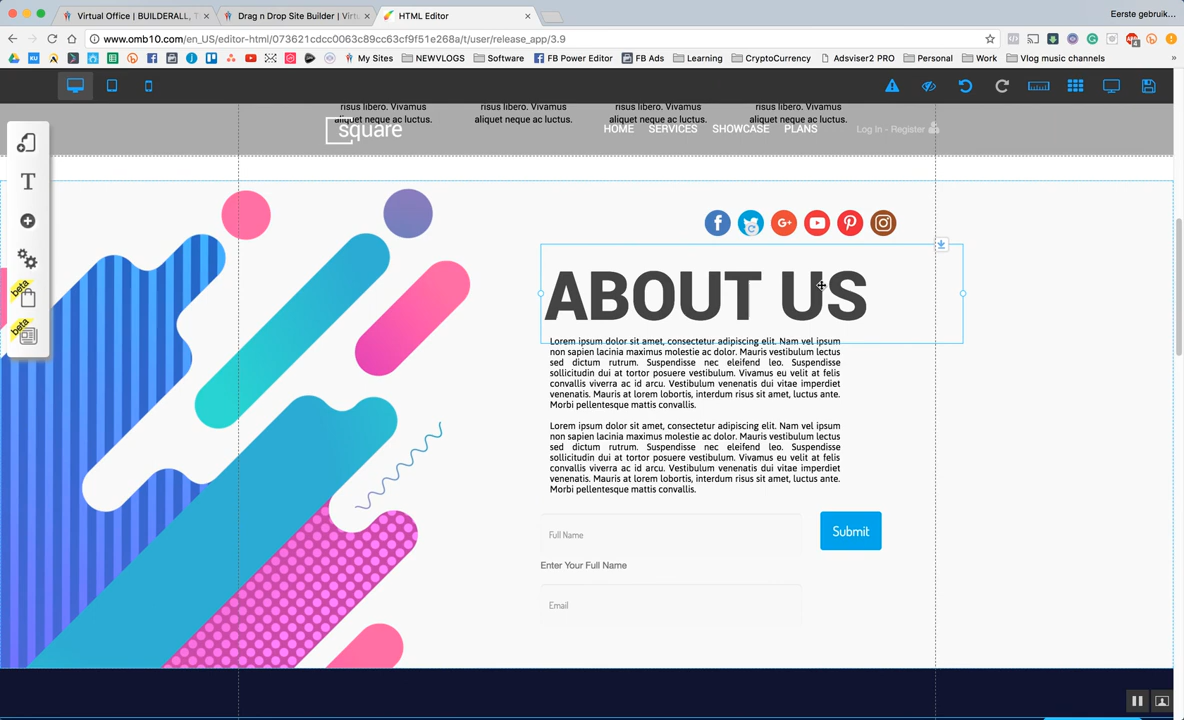 Virtual Office | BUILDERALL, T
Drag n Drop Site Builder | Virtu
HTML Editor
Eerste gebruik...
www.omb10.com/en_US/editor-html/073621cdcc0063c89cc63cf9f51e268a/t/user/release_app/3.9
My Sites
NEWVLOGS
Software
FB Power Editor
FB Ads
Learning
CryptoCurrency
Adsviser2 PRO
Personal
Work
Vlog music channels
»
risus libero. Vivamus risus libero. Vivamus risus libero. Vivamus risus libero. Vivamus
aliquet neque ac luctus. aliquet neque ac luctus. aliquet neque ac luctus. aliquet neque ac luctus.
square
HOME SERVICES SHOWCASE PLANS
Log In - Register
T
beta
beta
G+
ABOUT US
Lorem ipsum dolor sit amet, consectetur adipiscing elit. Nam vel ipsum
non sapien lacinia maximus molestie ac dolor. Mauris vestibulum lectus
sed dictum rutrum. Suspendisse nec eleifend leo. Suspendisse
sollicitudin dui at tortor posuere vestibulum. Vivamus eu velit at felis
convallis viverra ac id arcu. Vestibulum venenatis dui vitae imperdiet
venenatis. Mauris at lorem lobortis, interdum risus sit amet, luctus ante.
Morbi pellentesque mattis convallis.
Lorem ipsum dolor sit amet, consectetur adipiscing elit. Nam vel ipsum
non sapien lacinia maximus molestie ac dolor. Mauris vestibulum lectus
sed dictum rutrum. Suspendisse nec eleifend leo. Suspendisse
sollicitudin dui at tortor posuere vestibulum. Vivamus eu velit at felis
convallis viverra ac id arcu. Vestibulum venenatis dui vitae imperdiet
venenatis. Mauris at lorem lobortis, interdum risus sit amet, luctus ante.
Morbi pellentesque mattis convallis.
Full Name
Submit
Enter Your Full Name
Email